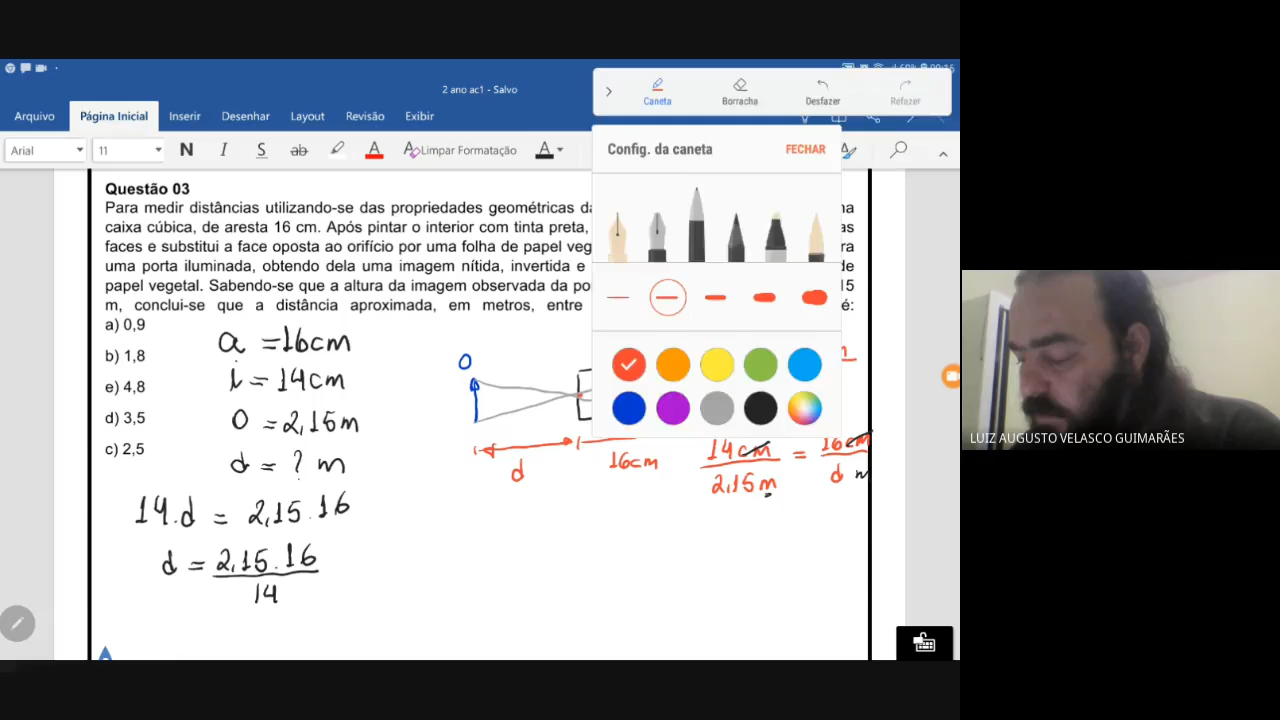 2 ano ac1 - Salvo
Caneta Borracha Desfazer Refazer
Arquivo Página Inicial Inserir Desenhar Layout Revisão Exibir
Arial 11 N I S ab A Limpar Formatação A
Config. da caneta FECHAR
Questão 03
Para medir distâncias utilizando-se das propriedades geométricas da
caixa cúbica, de aresta 16 cm. Após pintar o interior com tinta preta,
faces e substitui a face oposta ao orifício por uma folha de papel veg
uma porta iluminada, obtendo dela uma imagem nítida, invertida e de
papel vegetal. Sabendo-se que a altura da imagem observada da po 15
m, conclui-se que a distância aproximada, em metros, entre é:
a) 0,9
b) 1,8
e) 4,8
d) 3,5
c) 2,5
a = 16cm
i = 14cm
O = 2,15m
d = ? m
14.d = 2,15.16
d = 2,15.16
14
O
d
16cm
14cm = 16cm
2,15m d m
LUIZ AUGUSTO VELASCO GUIMARÃES